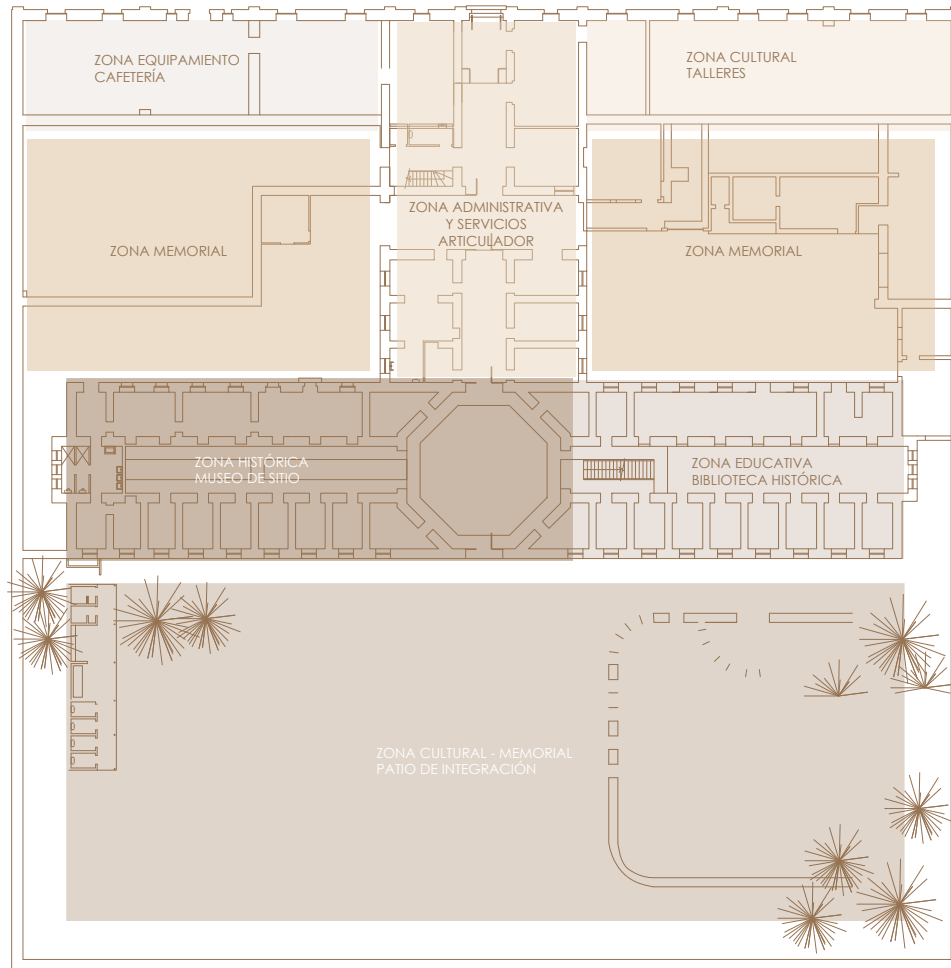 ZONA EQUIPAMIENTO
CAFETERÍA
ZONA CULTURAL
TALLERES
ZONA ADMINISTRATIVA
Y SERVICIOS
ARTICULADOR
ZONA MEMORIAL
ZONA MEMORIAL
ZONA HISTÓRICA
MUSEO DE SITIO
ZONA EDUCATIVA
BIBLIOTECA HISTÓRICA
ZONA CULTURAL - MEMORIAL
PATIO DE INTEGRACIÓN